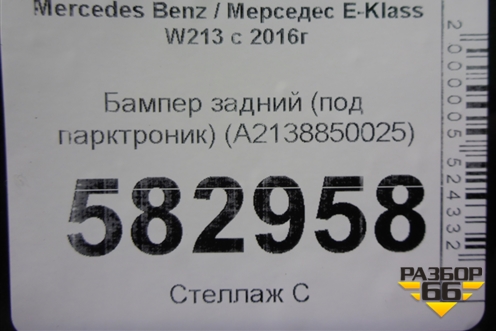 Mercedes Benz / Мерседес E-Klass
W213 с 2016г
Бампер задний (под
парктроник) (A2138850025)
582958
Стеллаж С
2000005524332
РАЗБОР
66